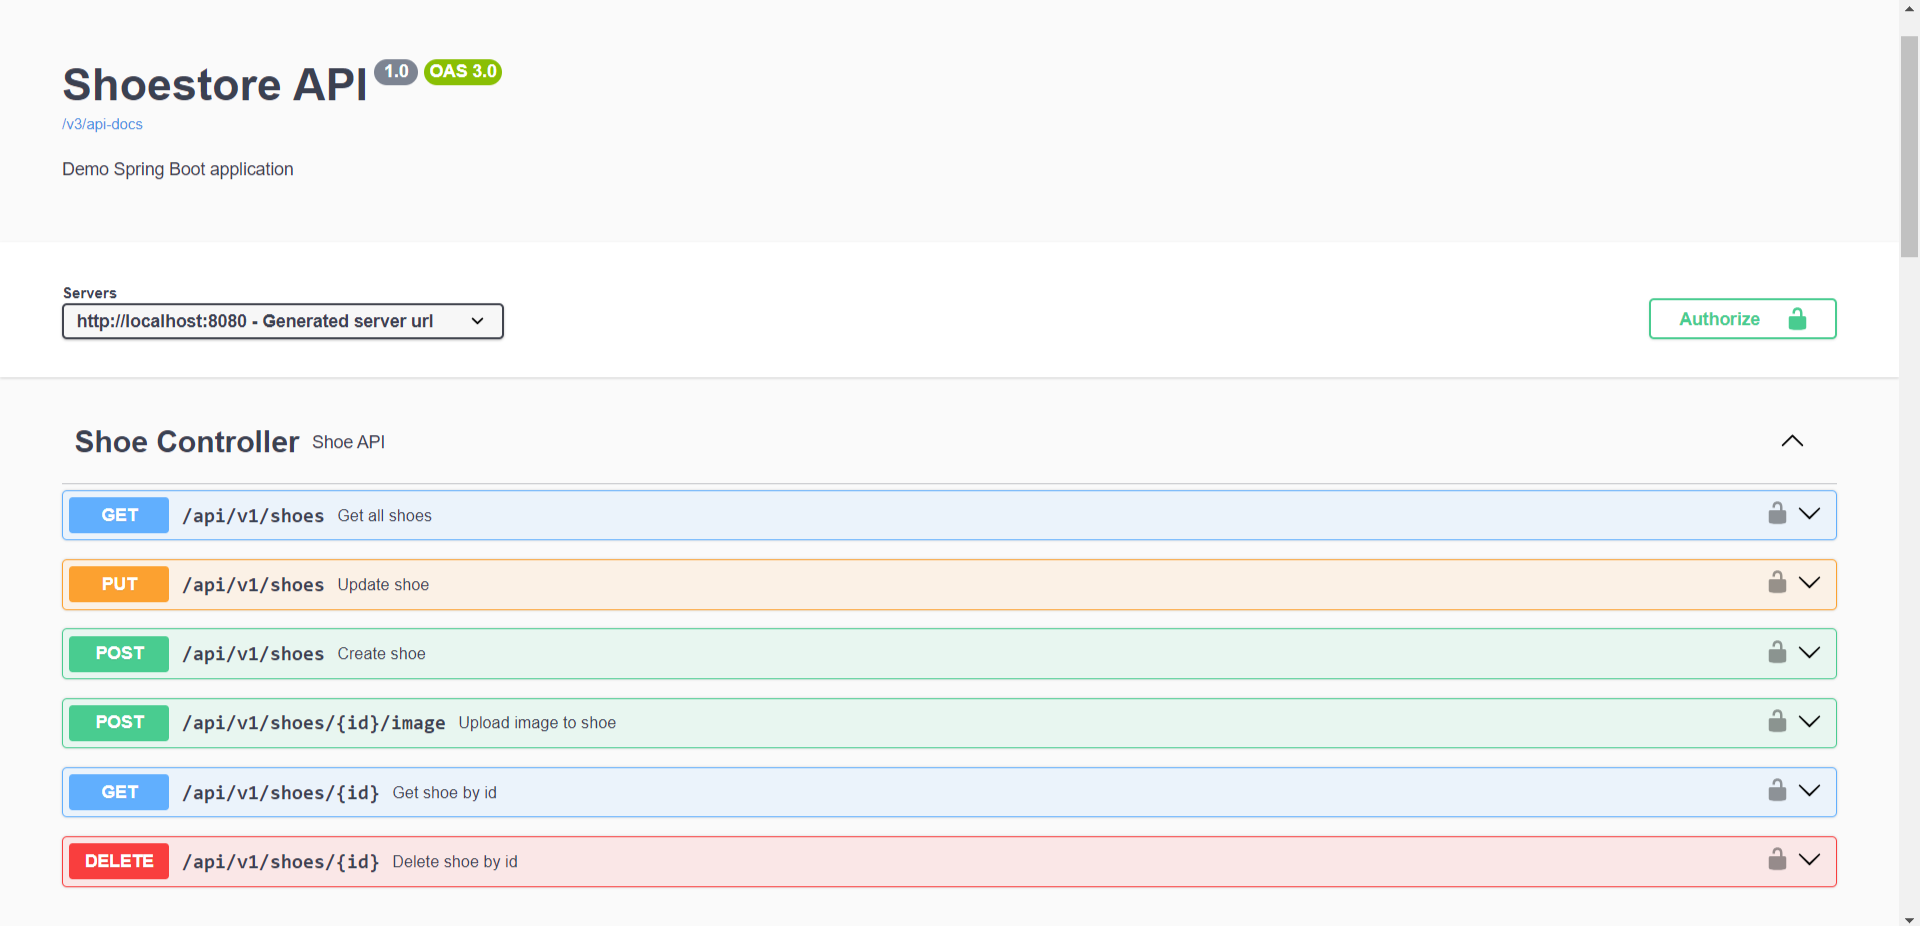 Shoestore API 1.0 OAS 3.0
/v3/api-docs
Demo Spring Boot application
Servers
http://localhost:8080 - Generated server url
Authorize
Shoe Controller Shoe API
GET /api/v1/shoes Get all shoes
PUT /api/v1/shoes Update shoe
POST /api/v1/shoes Create shoe
POST /api/v1/shoes/{id}/image Upload image to shoe
GET /api/v1/shoes/{id} Get shoe by id
DELETE /api/v1/shoes/{id} Delete shoe by id